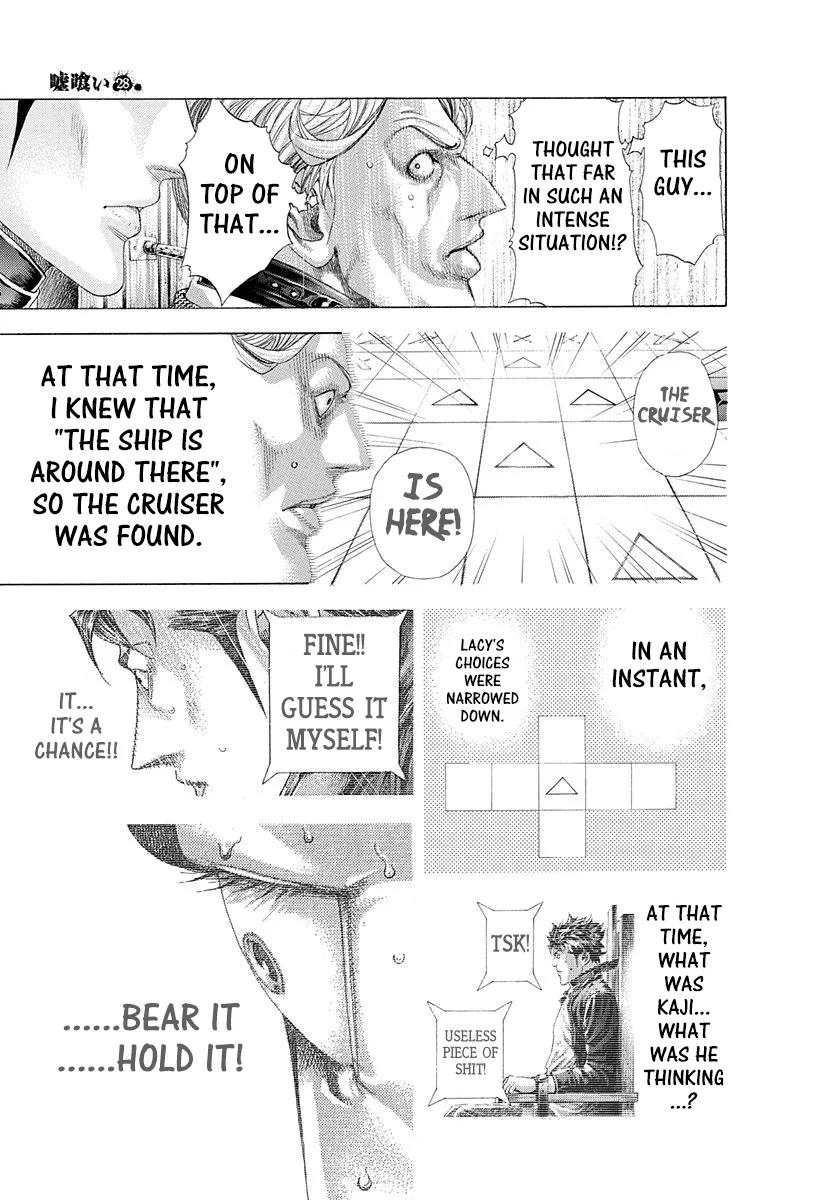 嘘喰い 28
THIS
GUY...
THOUGHT
THAT FAR
IN SUCH AN
INTENSE
SITUATION!?
ON
TOP OF
THAT...
THE
CRUISER
IS
HERE!
AT THAT TIME,
I KNEW THAT
"THE SHIP IS
AROUND THERE",
SO THE CRUISER
WAS FOUND.
IN AN
INSTANT,
LACY'S
CHOICES
WERE
NARROWED
DOWN.
FINE!!
I'LL
GUESS IT
MYSELF!
IT...
IT'S A
CHANCE!!
AT THAT
TIME,
WHAT
WAS
KAJI...
WHAT
WAS HE
THINKING
...?
TSK!
USELESS
PIECE OF
SHIT!
......BEAR IT
......HOLD IT!